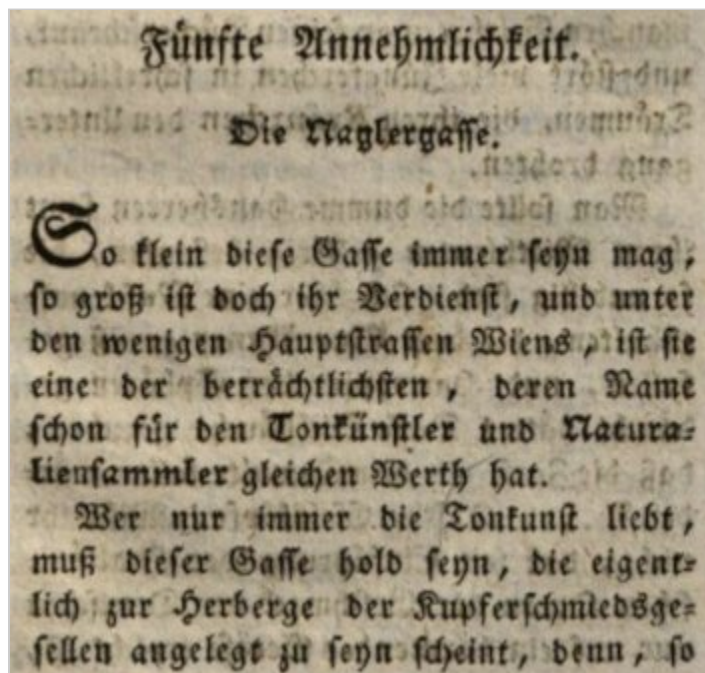 Fünfte Annehmlichkeit.
Die Naglergasse.
So klein diese Gasse immer seyn mag,
so groß ist doch ihr Verdienst, und unter
den wenigen Hauptstrassen Wiens, ist sie
eine der berrächtlichsten, deren Name
schon für den Tonkünstler und Natura-
liensammler gleichen Werth hat.
Wer nur immer die Tonkunst liebt,
muß dieser Gasse hold seyn, die eigent-
lich zur Herberge der Kupferschmiedsge-
sellen angelegt zu seyn scheint, denn, so